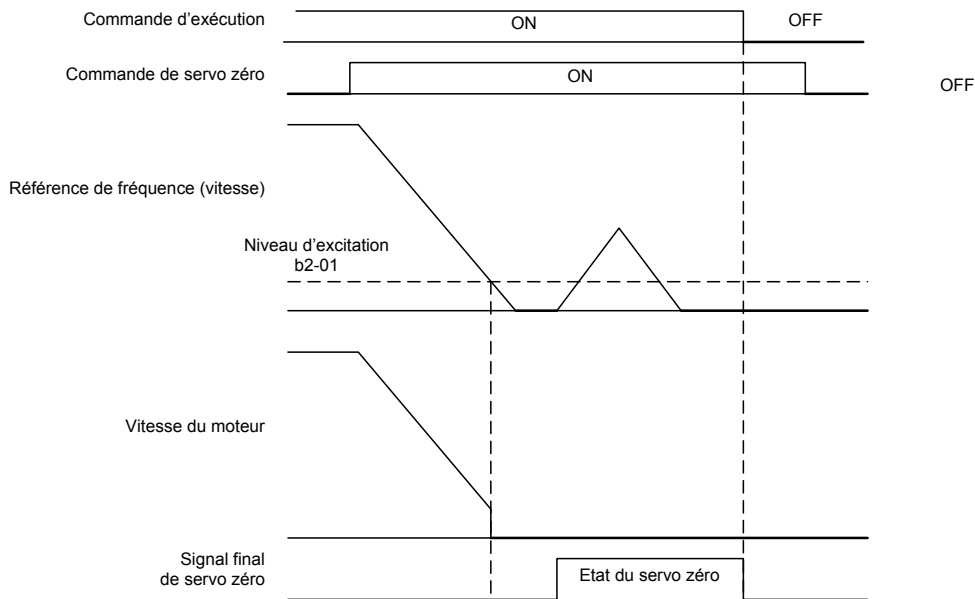 Commande d'exécution
ON
OFF
Commande de servo zéro
ON
OFF
Référence de fréquence (vitesse)
Niveau d'excitation
b2-01
Vitesse du moteur
Signal final
de servo zéro
Etat du servo zéro